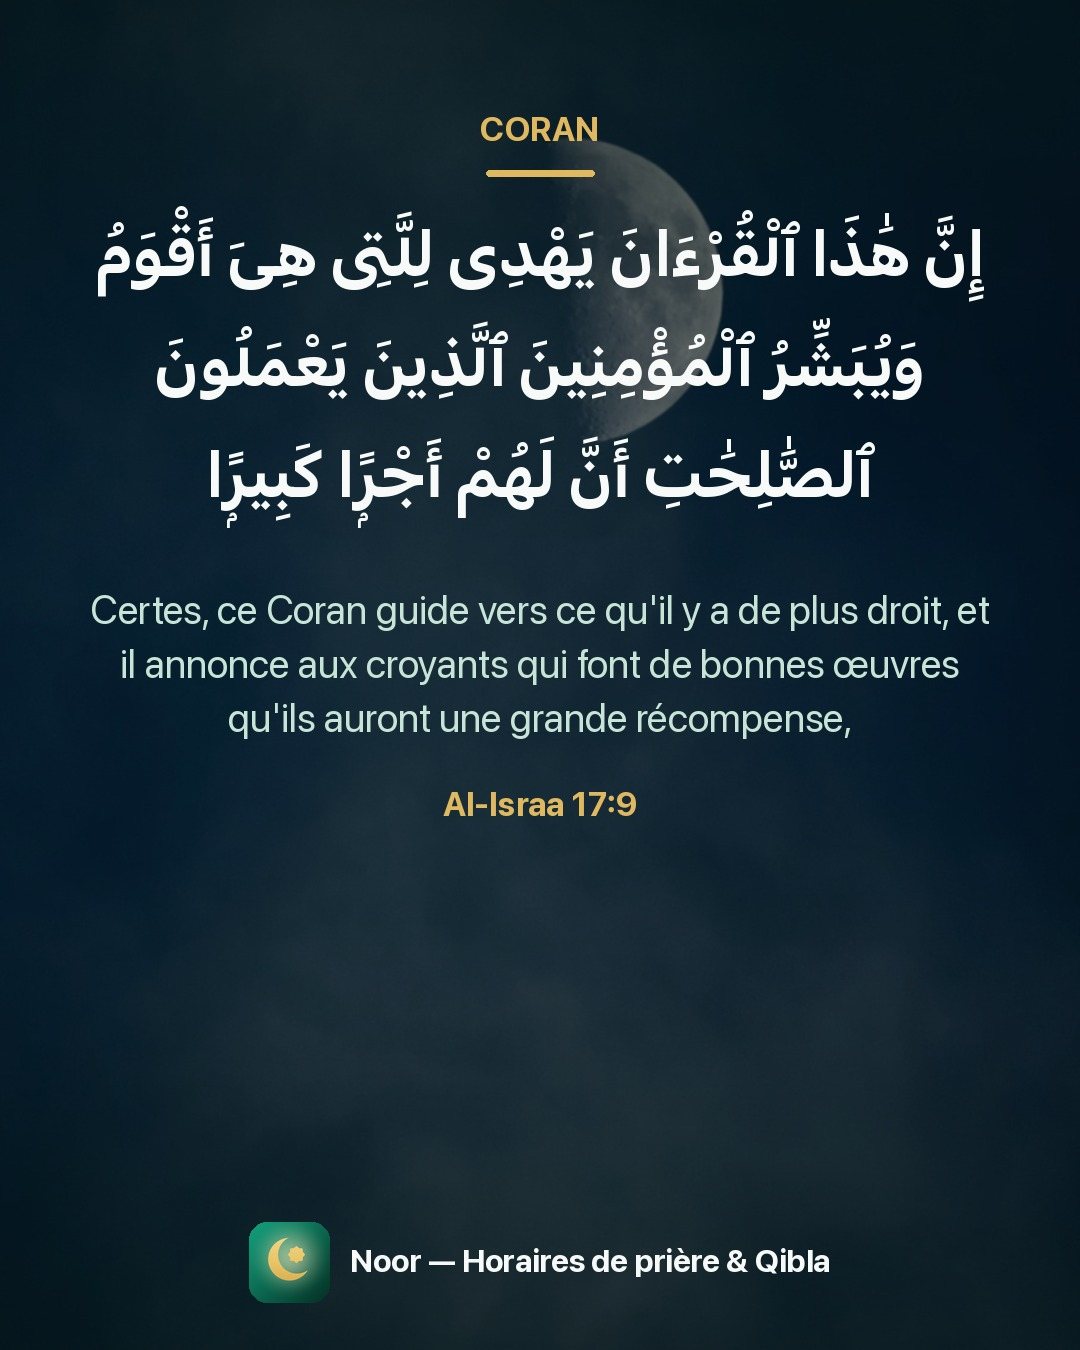 CORAN
إِنَّ هَٰذَا ٱلْقُرْءَانَ يَهْدِى لِلَّتِى هِىَ أَقْوَمُ
وَيُبَشِّرُ ٱلْمُؤْمِنِينَ ٱلَّذِينَ يَعْمَلُونَ
ٱلصَّٰلِحَٰتِ أَنَّ لَهُمْ أَجْرًۭا كَبِيرًۭا
Certes, ce Coran guide vers ce qu'il y a de plus droit, et
il annonce aux croyants qui font de bonnes œuvres
qu'ils auront une grande récompense,
Al-Israa 17:9
Noor — Horaires de prière & Qibla